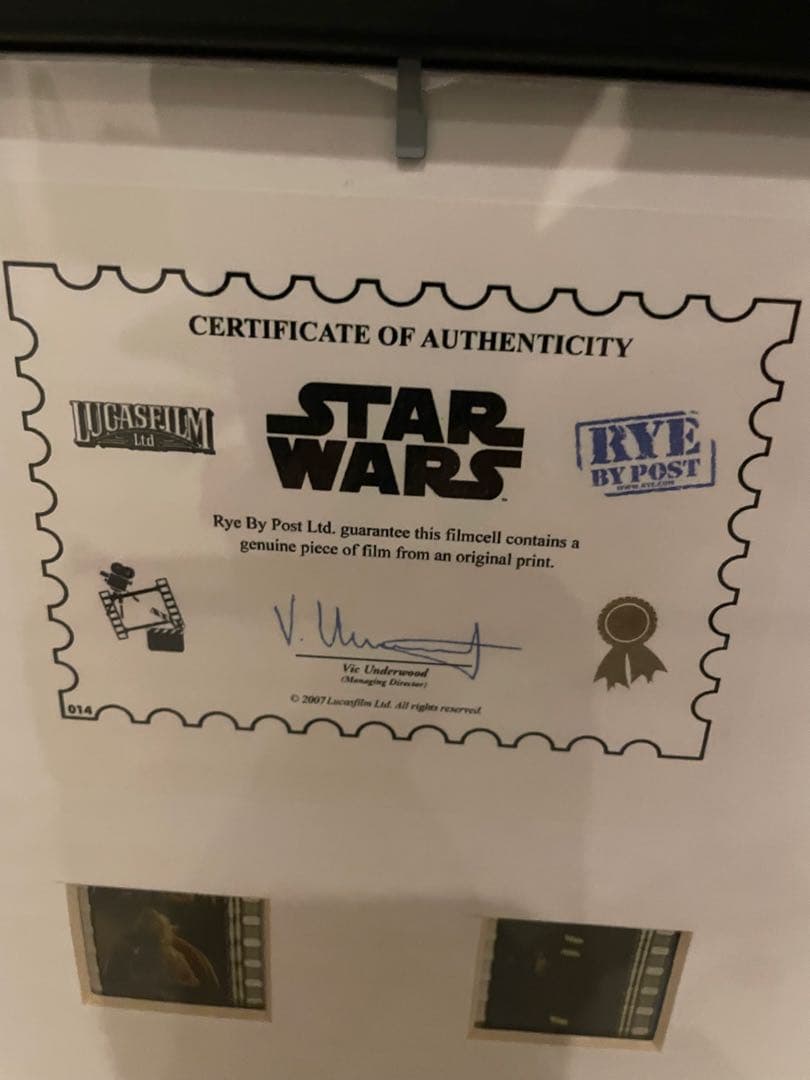 CERTIFICATE OF AUTHENTICITY
LUCASFILM
Ltd
STAR
WARS
RYE
BY POST
Rye By Post Ltd. guarantee this filmcell contains a
genuine piece of film from an original print.
V. Underwood
Vic Underwood
(Managing Director)
© 2007 Lucasfilm Ltd. All rights reserved.
014